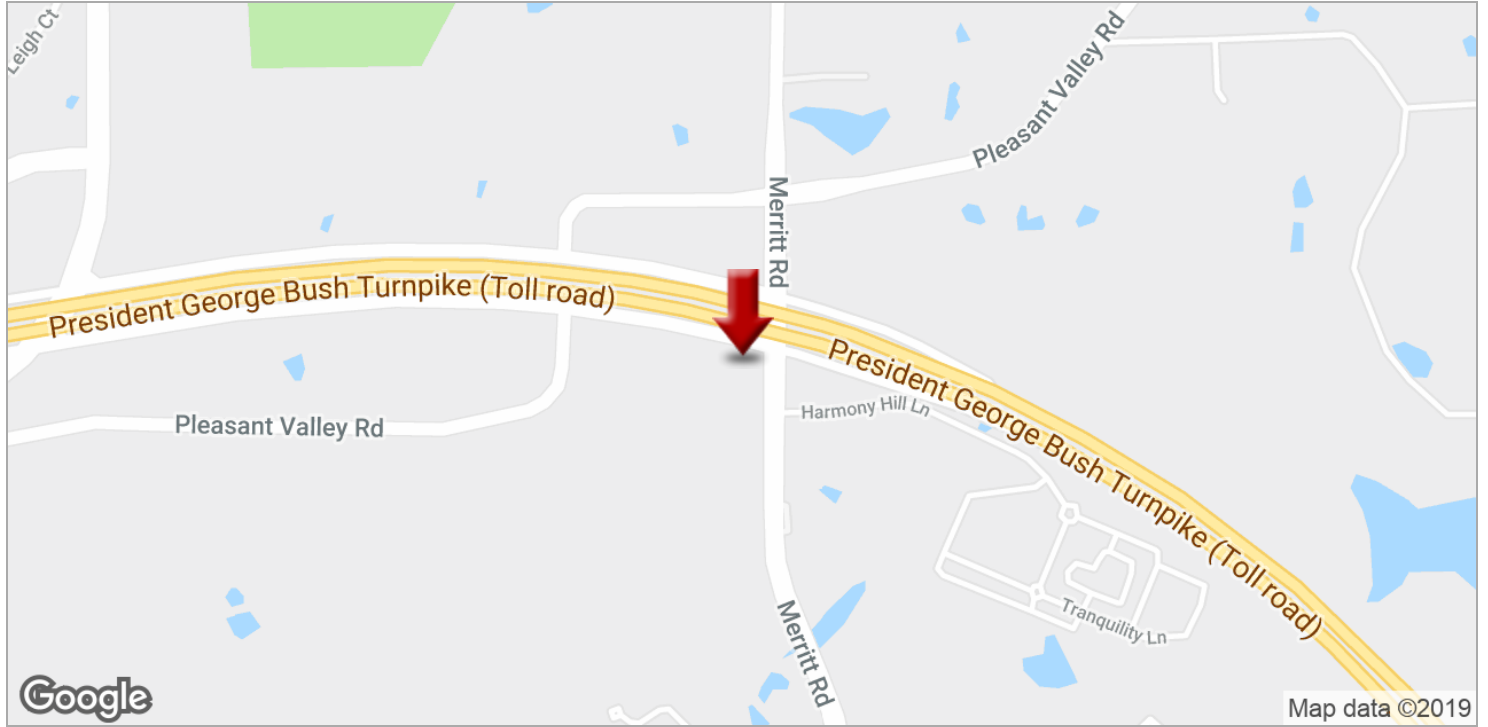 Leigh Ct
Pleasant Valley Rd
Merritt Rd
President George Bush Turnpike (Toll road)
President George Bush Turnpike (Toll road)
Harmony Hill Ln
Pleasant Valley Rd
Tranquility Ln
Merritt Rd
Google
Map data ©2019